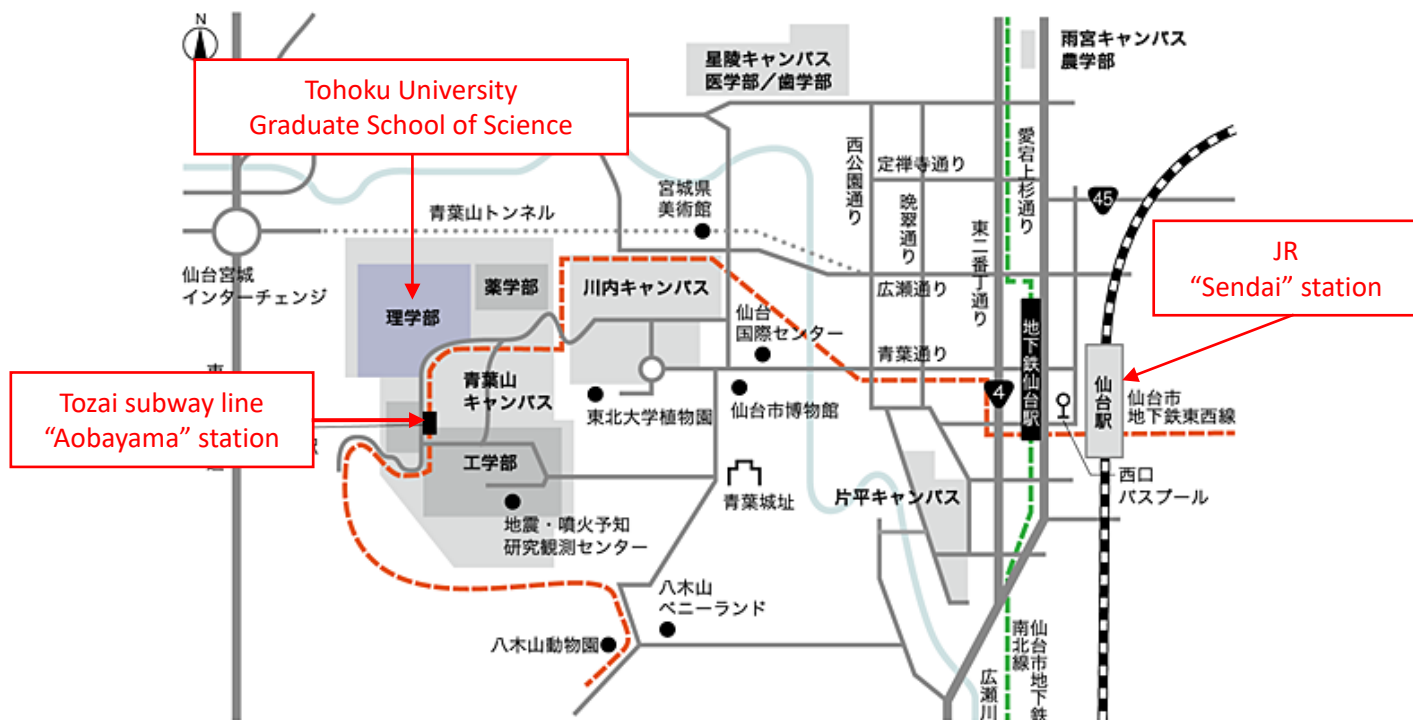 N
Tohoku University
Graduate School of Science
星陵キャンパス
医学部／歯学部
雨宮キャンパス
農学部
愛宕上杉通り
西公園通り
定禅寺通り
晩翠通り
東二番丁通り
45
宮城県
美術館
青葉山トンネル
仙台宮城
インターチェンジ
JR
“Sendai” station
薬学部
川内キャンパス
広瀬通り
理学部
仙台
国際センター
地下鉄仙台駅
青葉通り
青葉山
キャンパス
4
仙台駅
仙台市
地下鉄東西線
東
Tozai subway line
“Aobayama” station
東北大学植物園
仙台市博物館
工学部
青葉城址
片平キャンパス
西口
バスプール
地震・噴火予知
研究観測センター
八木山
ベニーランド
八木山動物園
広瀬川
仙台市地下鉄
南北線